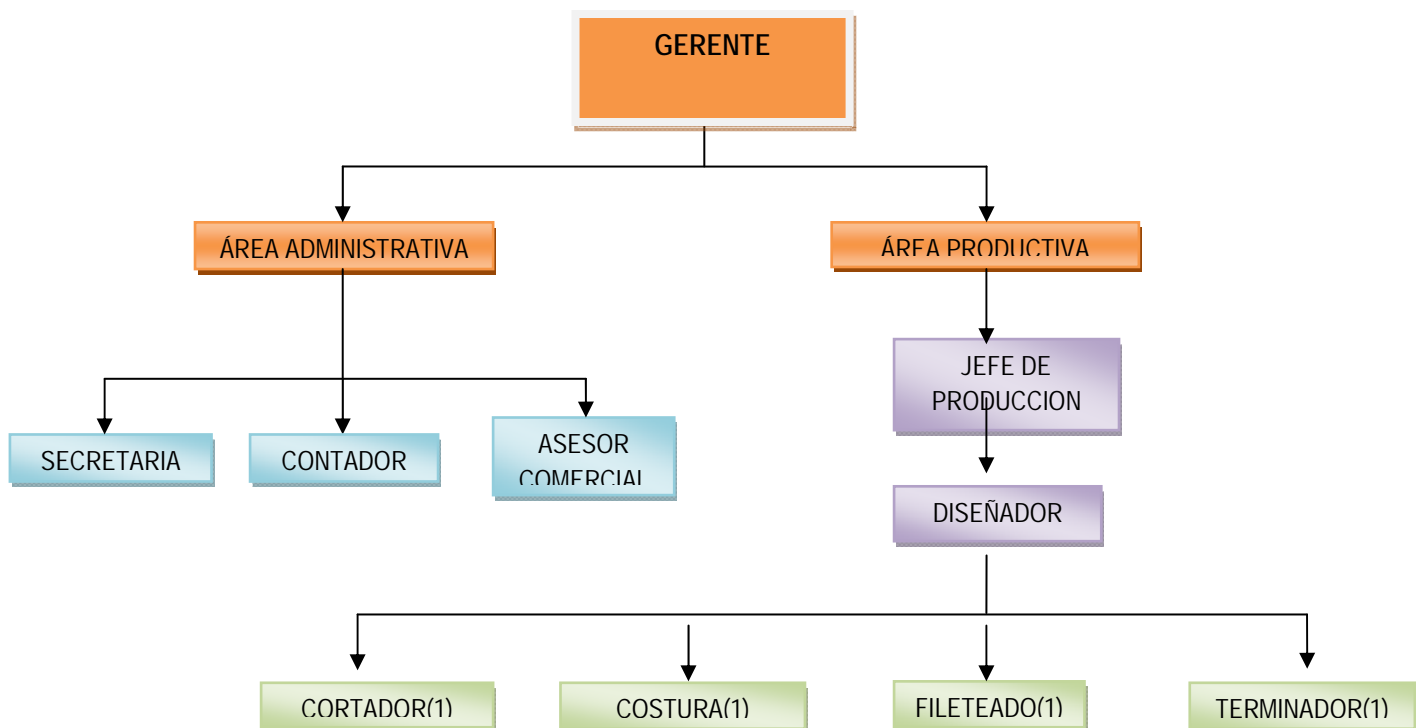 GERENTE
ÁREA ADMINISTRATIVA
ÁREA PRODUCTIVA
JEFE DE
PRODUCCION
SECRETARIA
CONTADOR
ASESOR
COMERCIAL
DISEÑADOR
CORTADOR(1)
COSTURA(1)
FILETEADO(1)
TERMINADOR(1)